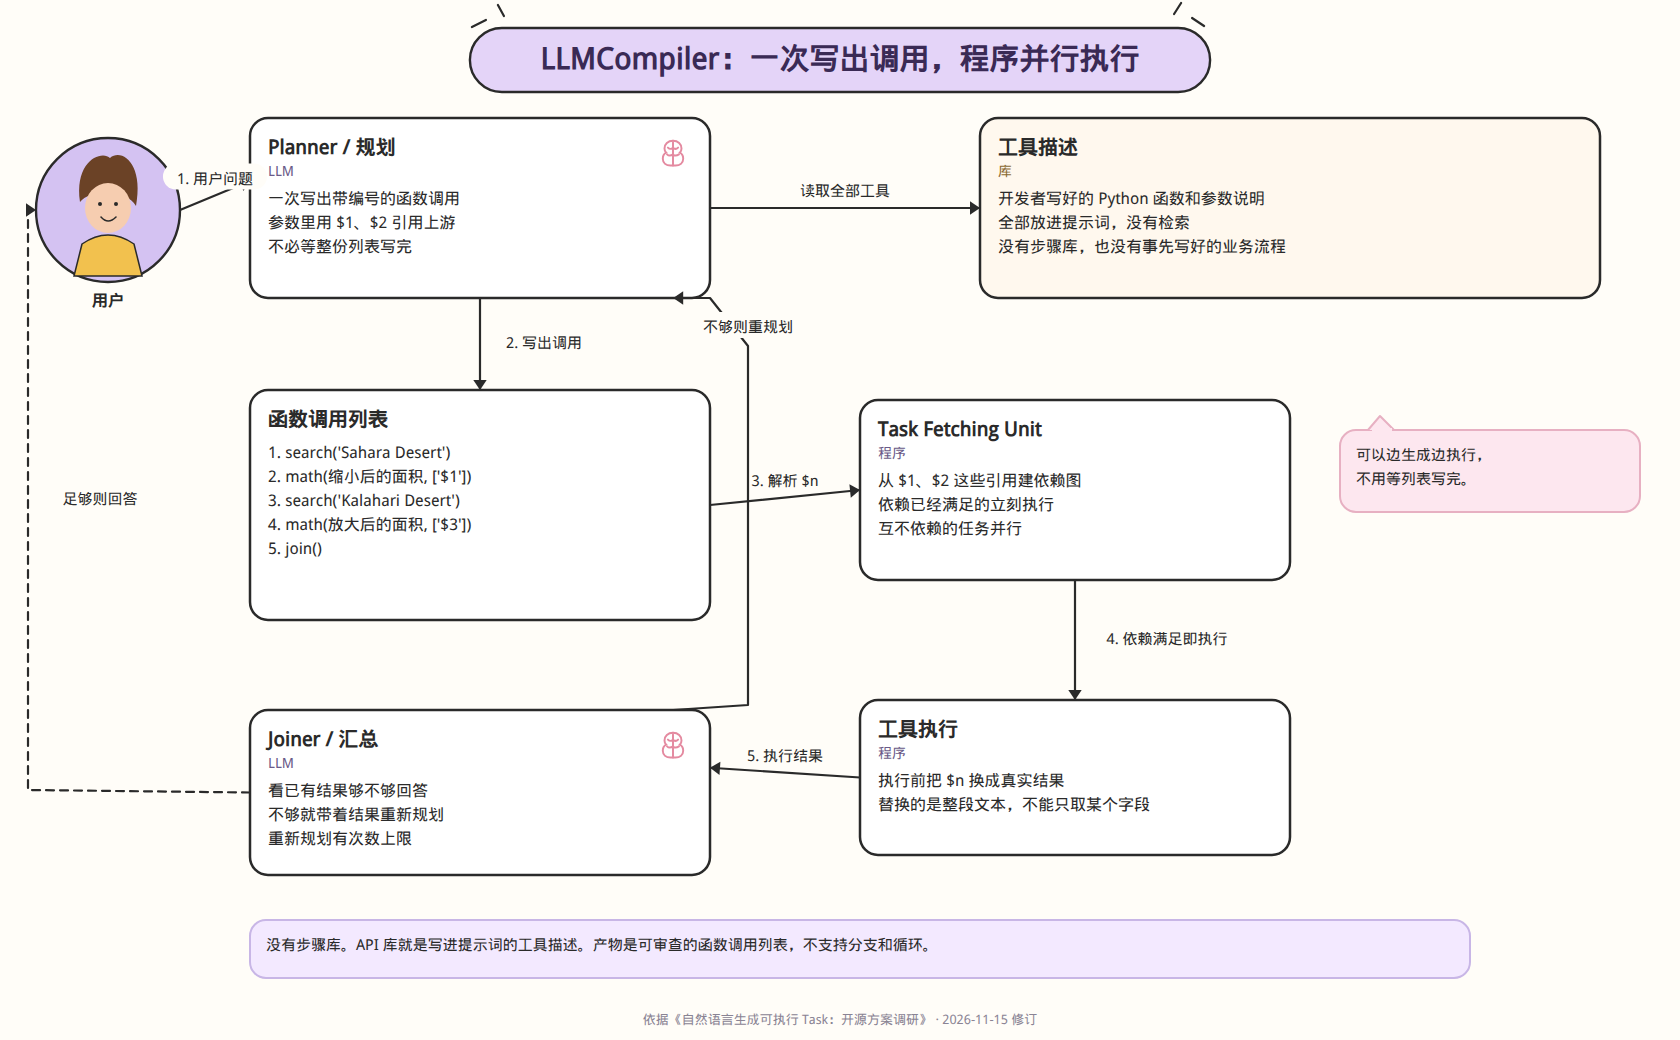 LLMCompiler：一次写出调用，程序并行执行
Planner / 规划
LLM
一次写出带编号的函数调用
参数里用 $1、$2 引用上游
不必等整份列表写完
1. 用户问题
用户
读取全部工具
工具描述
库
开发者写好的 Python 函数和参数说明
全部放进提示词，没有检索
没有步骤库，也没有事先写好的业务流程
2. 写出调用
不够则重规划
函数调用列表
1. search('Sahara Desert')
2. math(缩小后的面积, ['$1'])
3. search('Kalahari Desert')
4. math(放大后的面积, ['$3'])
5. join()
3. 解析 $n
Task Fetching Unit
程序
从 $1、$2 这些引用建依赖图
依赖已经满足的立刻执行
互不依赖的任务并行
可以边生成边执行，
不用等列表写完。
足够则回答
4. 依赖满足即执行
Joiner / 汇总
LLM
看已有结果够不够回答
不够就带着结果重新规划
重新规划有次数上限
5. 执行结果
工具执行
程序
执行前把 $n 换成真实结果
替换的是整段文本，不能只取某个字段
没有步骤库。API 库就是写进提示词的工具描述。产物是可审查的函数调用列表，不支持分支和循环。
依据《自然语言生成可执行 Task：开源方案调研》 · 2026-11-15 修订